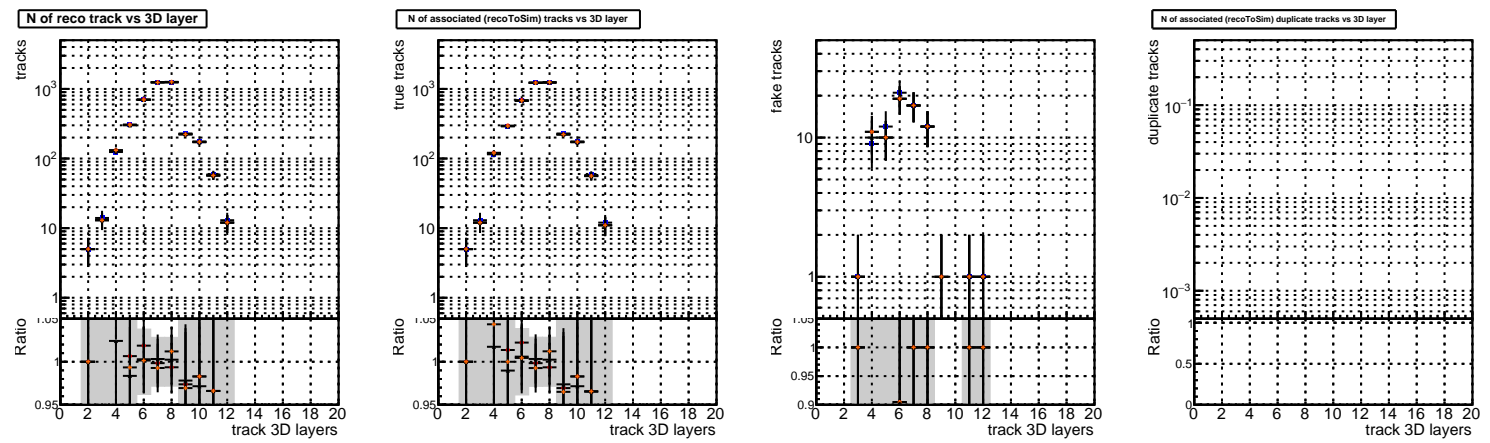 N of reco track vs 3D layer
tracks
10³
10²
10
1
Ratio
1.05
1
0.95
0 2 4 6 8 10 12 14 16 18 20
track 3D layers
N of associated (recoToSim) tracks vs 3D layer
true tracks
10³
10²
10
1
Ratio
1.05
1
0.95
0 2 4 6 8 10 12 14 16 18 20
track 3D layers
fake tracks
10
1
Ratio
1.05
1
0.95
0.9
0 2 4 6 8 10 12 14 16 18 20
track 3D layers
N of associated (recoToSim) duplicate tracks vs 3D layer
duplicate tracks
10⁻¹
10⁻²
10⁻³
Ratio
1
0.5
0
0 2 4 6 8 10 12 14 16 18 20
track 3D layers